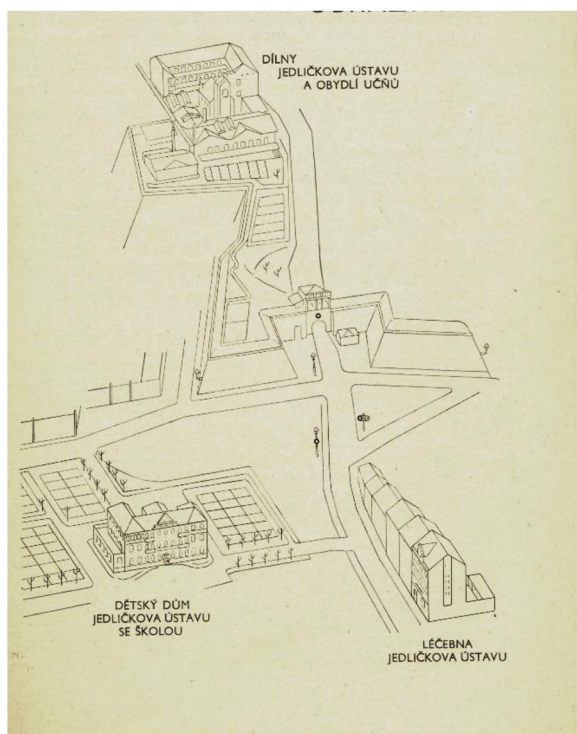 DÍLNY
JEDLIČKOVA ÚSTAVU
A OBYDLÍ UČŇŮ
DĚTSKÝ DŮM
JEDLIČKOVA ÚSTAVU
SE ŠKOLOU
LÉČEBNA
JEDLIČKOVA ÚSTAVU